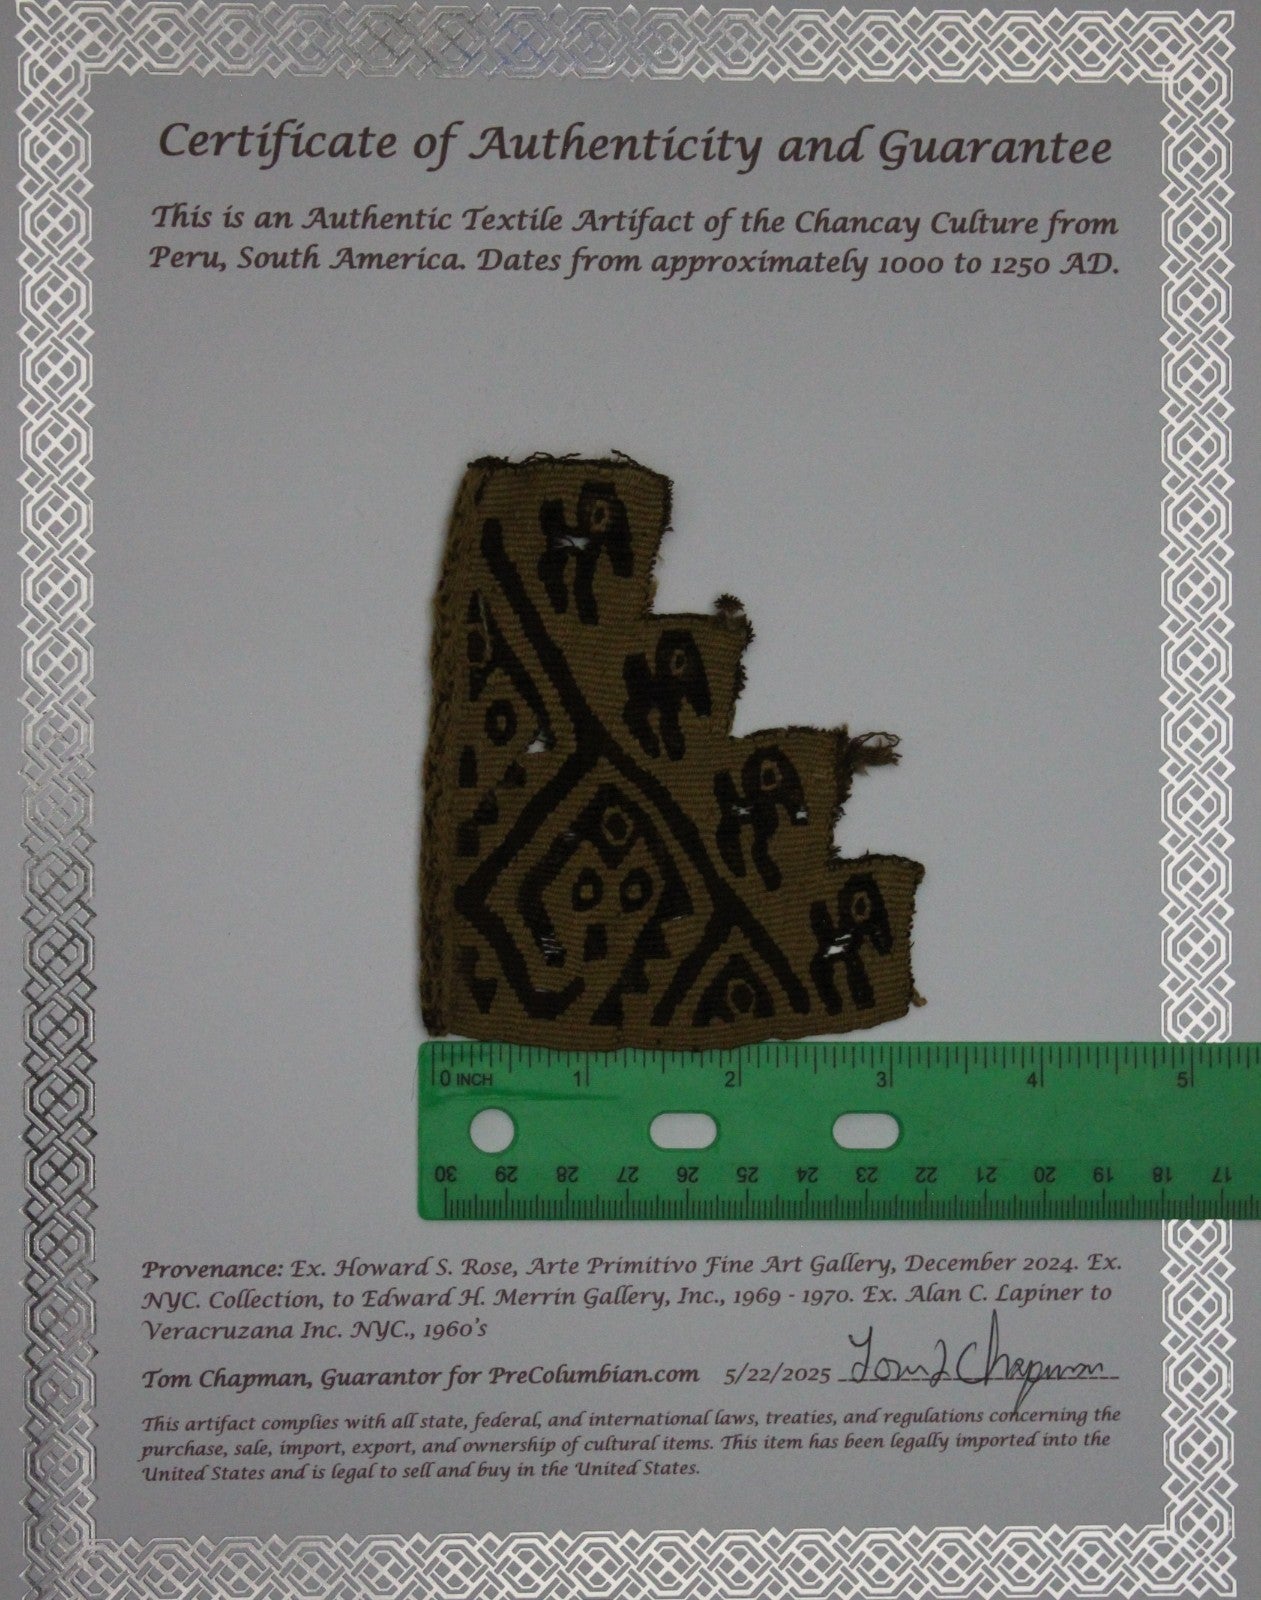 Certificate of Authenticity and Guarantee
This is an Authentic Textile Artifact of the Chancay Culture from
Peru, South America. Dates from approximately 1000 to 1250 AD.
0 INCH 1 2 3 4 5
30 29 28 27 26 25 24 23 22 21 20 19 18 17
Provenance: Ex. Howard S. Rose, Arte Primitivo Fine Art Gallery, December 2024. Ex.
NYC. Collection, to Edward H. Merrin Gallery, Inc., 1969 - 1970. Ex. Alan C. Lapiner to
Veracruzana Inc. NYC., 1960's
Tom Chapman, Guarantor for PreColumbian.com 5/22/2025 Tom L Chapman
This artifact complies with all state, federal, and international laws, treaties, and regulations concerning the
purchase, sale, import, export, and ownership of cultural items. This item has been legally imported into the
United States and is legal to sell and buy in the United States.